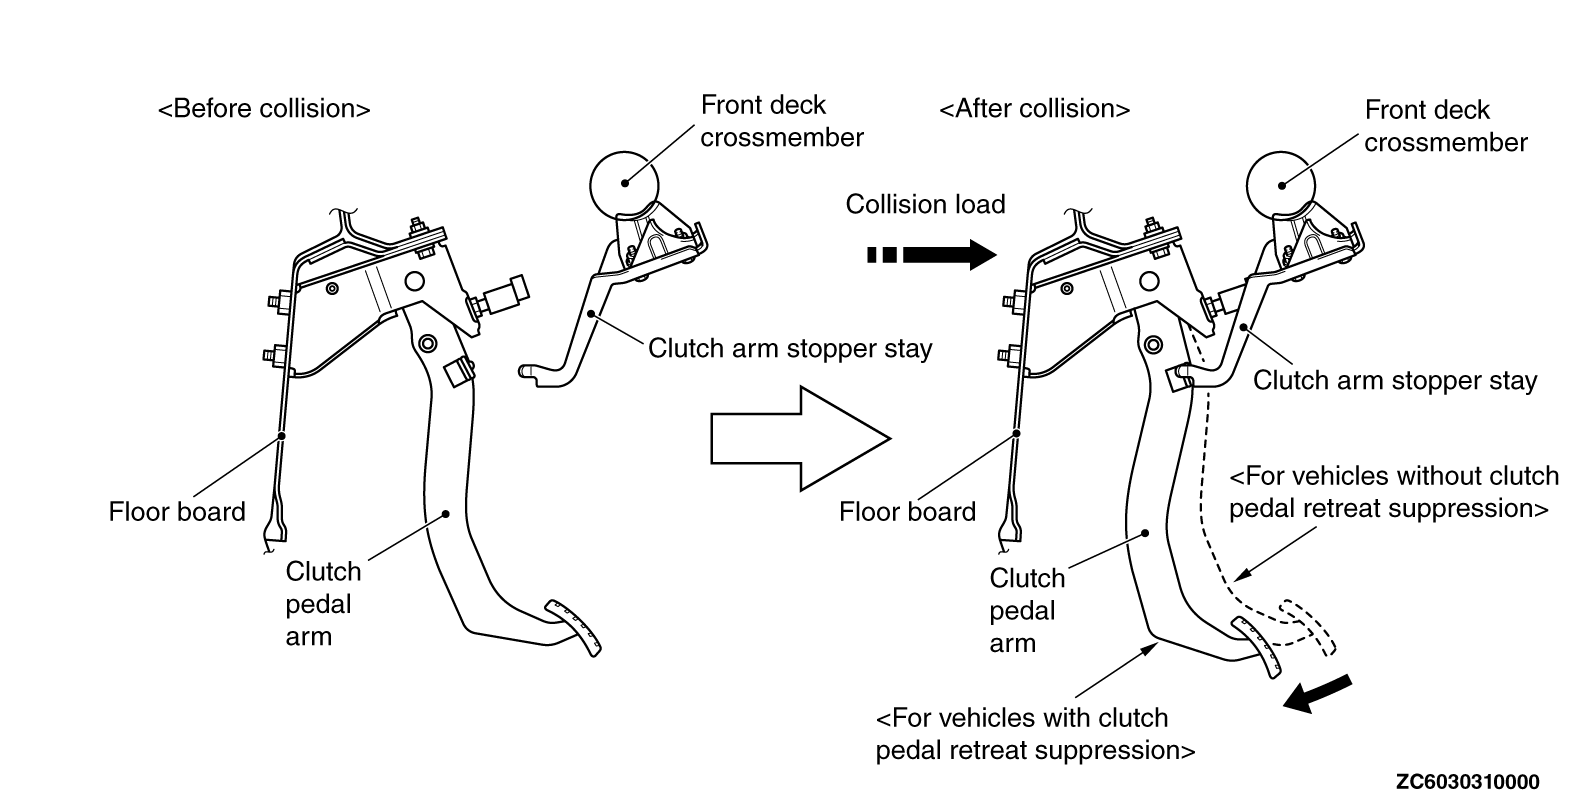 <Before collision>
Front deck
crossmember
Clutch arm stopper stay
Floor board
Clutch
pedal
arm
<After collision>
Front deck
crossmember
Collision load
Clutch arm stopper stay
<For vehicles without clutch
pedal retreat suppression>
Floor board
Clutch
pedal
arm
<For vehicles with clutch
pedal retreat suppression>
ZC6030310000